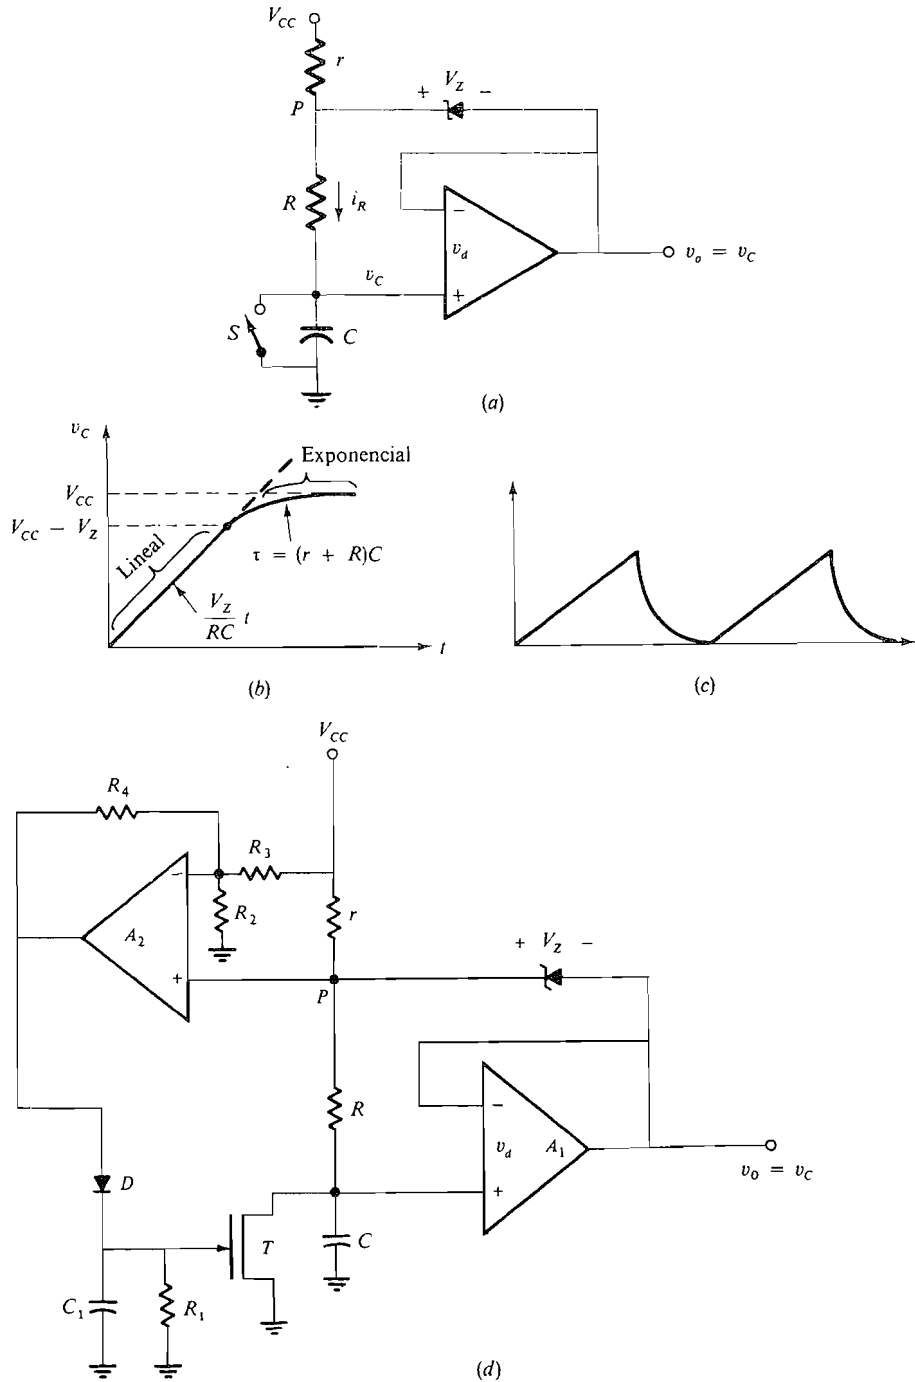 V_CC
r
+ V_Z −
P
R
i_R
−
v_d
v_o = v_C
v_C
+
S
C
(a)
v_C
Exponencial
V_CC
V_CC − V_Z
τ = (r + R)C
Lineal
V_Z/RC t
t
(b)
(c)
V_CC
R_4
R_3
−
R_2
r
A_2
+ V_Z −
+
P
R
−
v_d
A_1
v_O = v_C
D
+
T
C
C_1
R_1
(d)